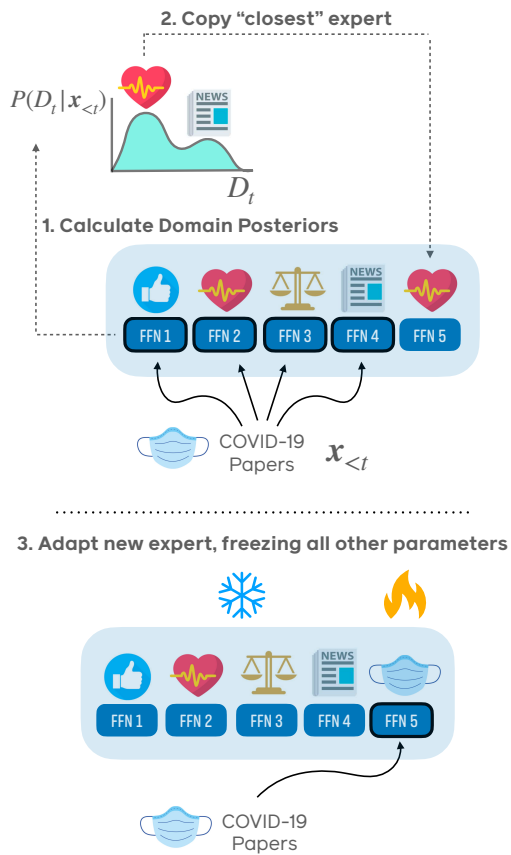 2. Copy “closest” expert
P(D_t | x_{<t})
NEWS
D_t
1. Calculate Domain Posteriors
NEWS
FFN 1 FFN 2 FFN 3 FFN 4 FFN 5
COVID-19
Papers
x_{<t}
3. Adapt new expert, freezing all other parameters
NEWS
FFN 1 FFN 2 FFN 3 FFN 4 FFN 5
COVID-19
Papers